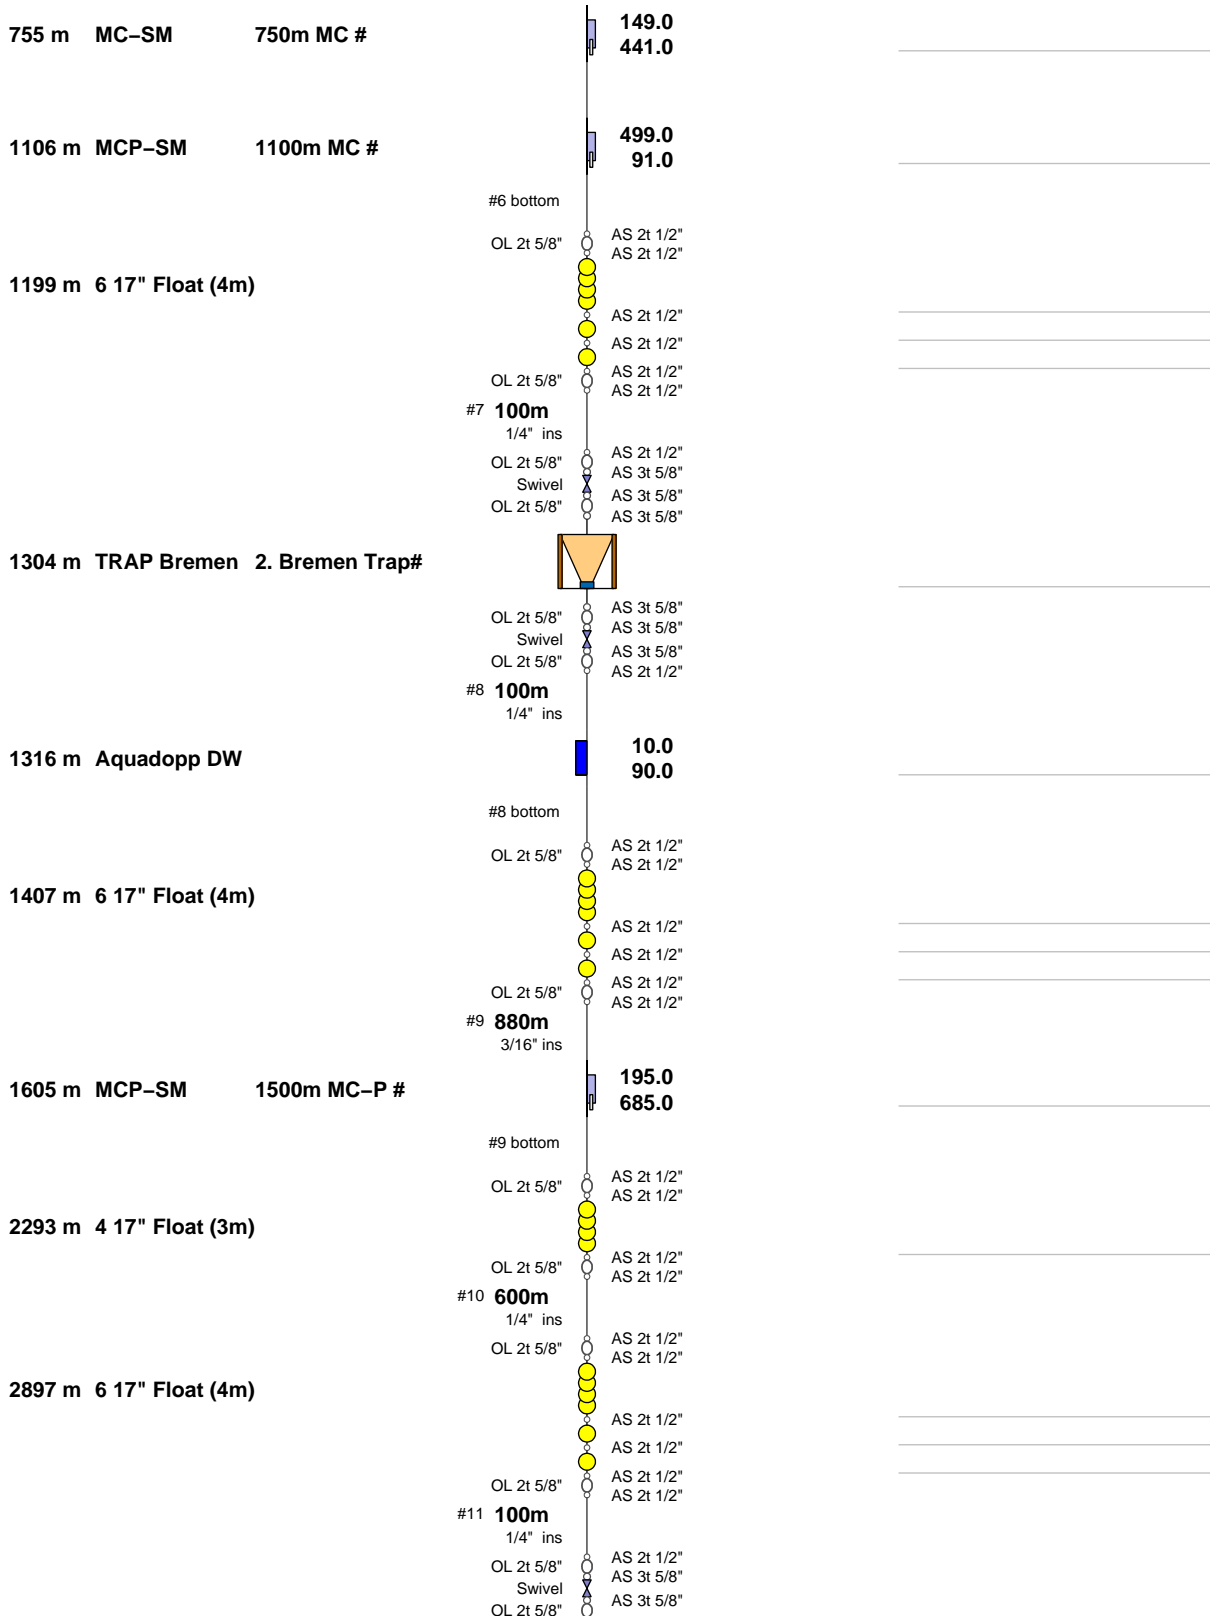 149.0
755 m MC−SM 750m MC #
441.0
499.0
1106 m MCP−SM 1100m MC #
91.0
#6 bottom
AS 2t 1/2"
OL 2t 5/8"
AS 2t 1/2"
1199 m 6 17" Float (4m)
AS 2t 1/2"
AS 2t 1/2"
AS 2t 1/2"
OL 2t 5/8"
AS 2t 1/2"
#7 100m
1/4" ins
AS 2t 1/2"
OL 2t 5/8"
AS 3t 5/8"
Swivel
AS 3t 5/8"
OL 2t 5/8"
AS 3t 5/8"
1304 m TRAP Bremen 2. Bremen Trap#
AS 3t 5/8"
OL 2t 5/8"
AS 3t 5/8"
Swivel
AS 3t 5/8"
OL 2t 5/8"
AS 2t 1/2"
#8 100m
1/4" ins
10.0
1316 m Aquadopp DW
90.0
#8 bottom
AS 2t 1/2"
OL 2t 5/8"
AS 2t 1/2"
1407 m 6 17" Float (4m)
AS 2t 1/2"
AS 2t 1/2"
AS 2t 1/2"
OL 2t 5/8"
AS 2t 1/2"
#9 880m
3/16" ins
195.0
1605 m MCP−SM 1500m MC−P #
685.0
#9 bottom
AS 2t 1/2"
OL 2t 5/8"
AS 2t 1/2"
2293 m 4 17" Float (3m)
AS 2t 1/2"
OL 2t 5/8"
AS 2t 1/2"
#10 600m
1/4" ins
AS 2t 1/2"
OL 2t 5/8"
AS 2t 1/2"
2897 m 6 17" Float (4m)
AS 2t 1/2"
AS 2t 1/2"
AS 2t 1/2"
OL 2t 5/8"
AS 2t 1/2"
#11 100m
1/4" ins
AS 2t 1/2"
OL 2t 5/8"
AS 3t 5/8"
Swivel
AS 3t 5/8"
OL 2t 5/8"